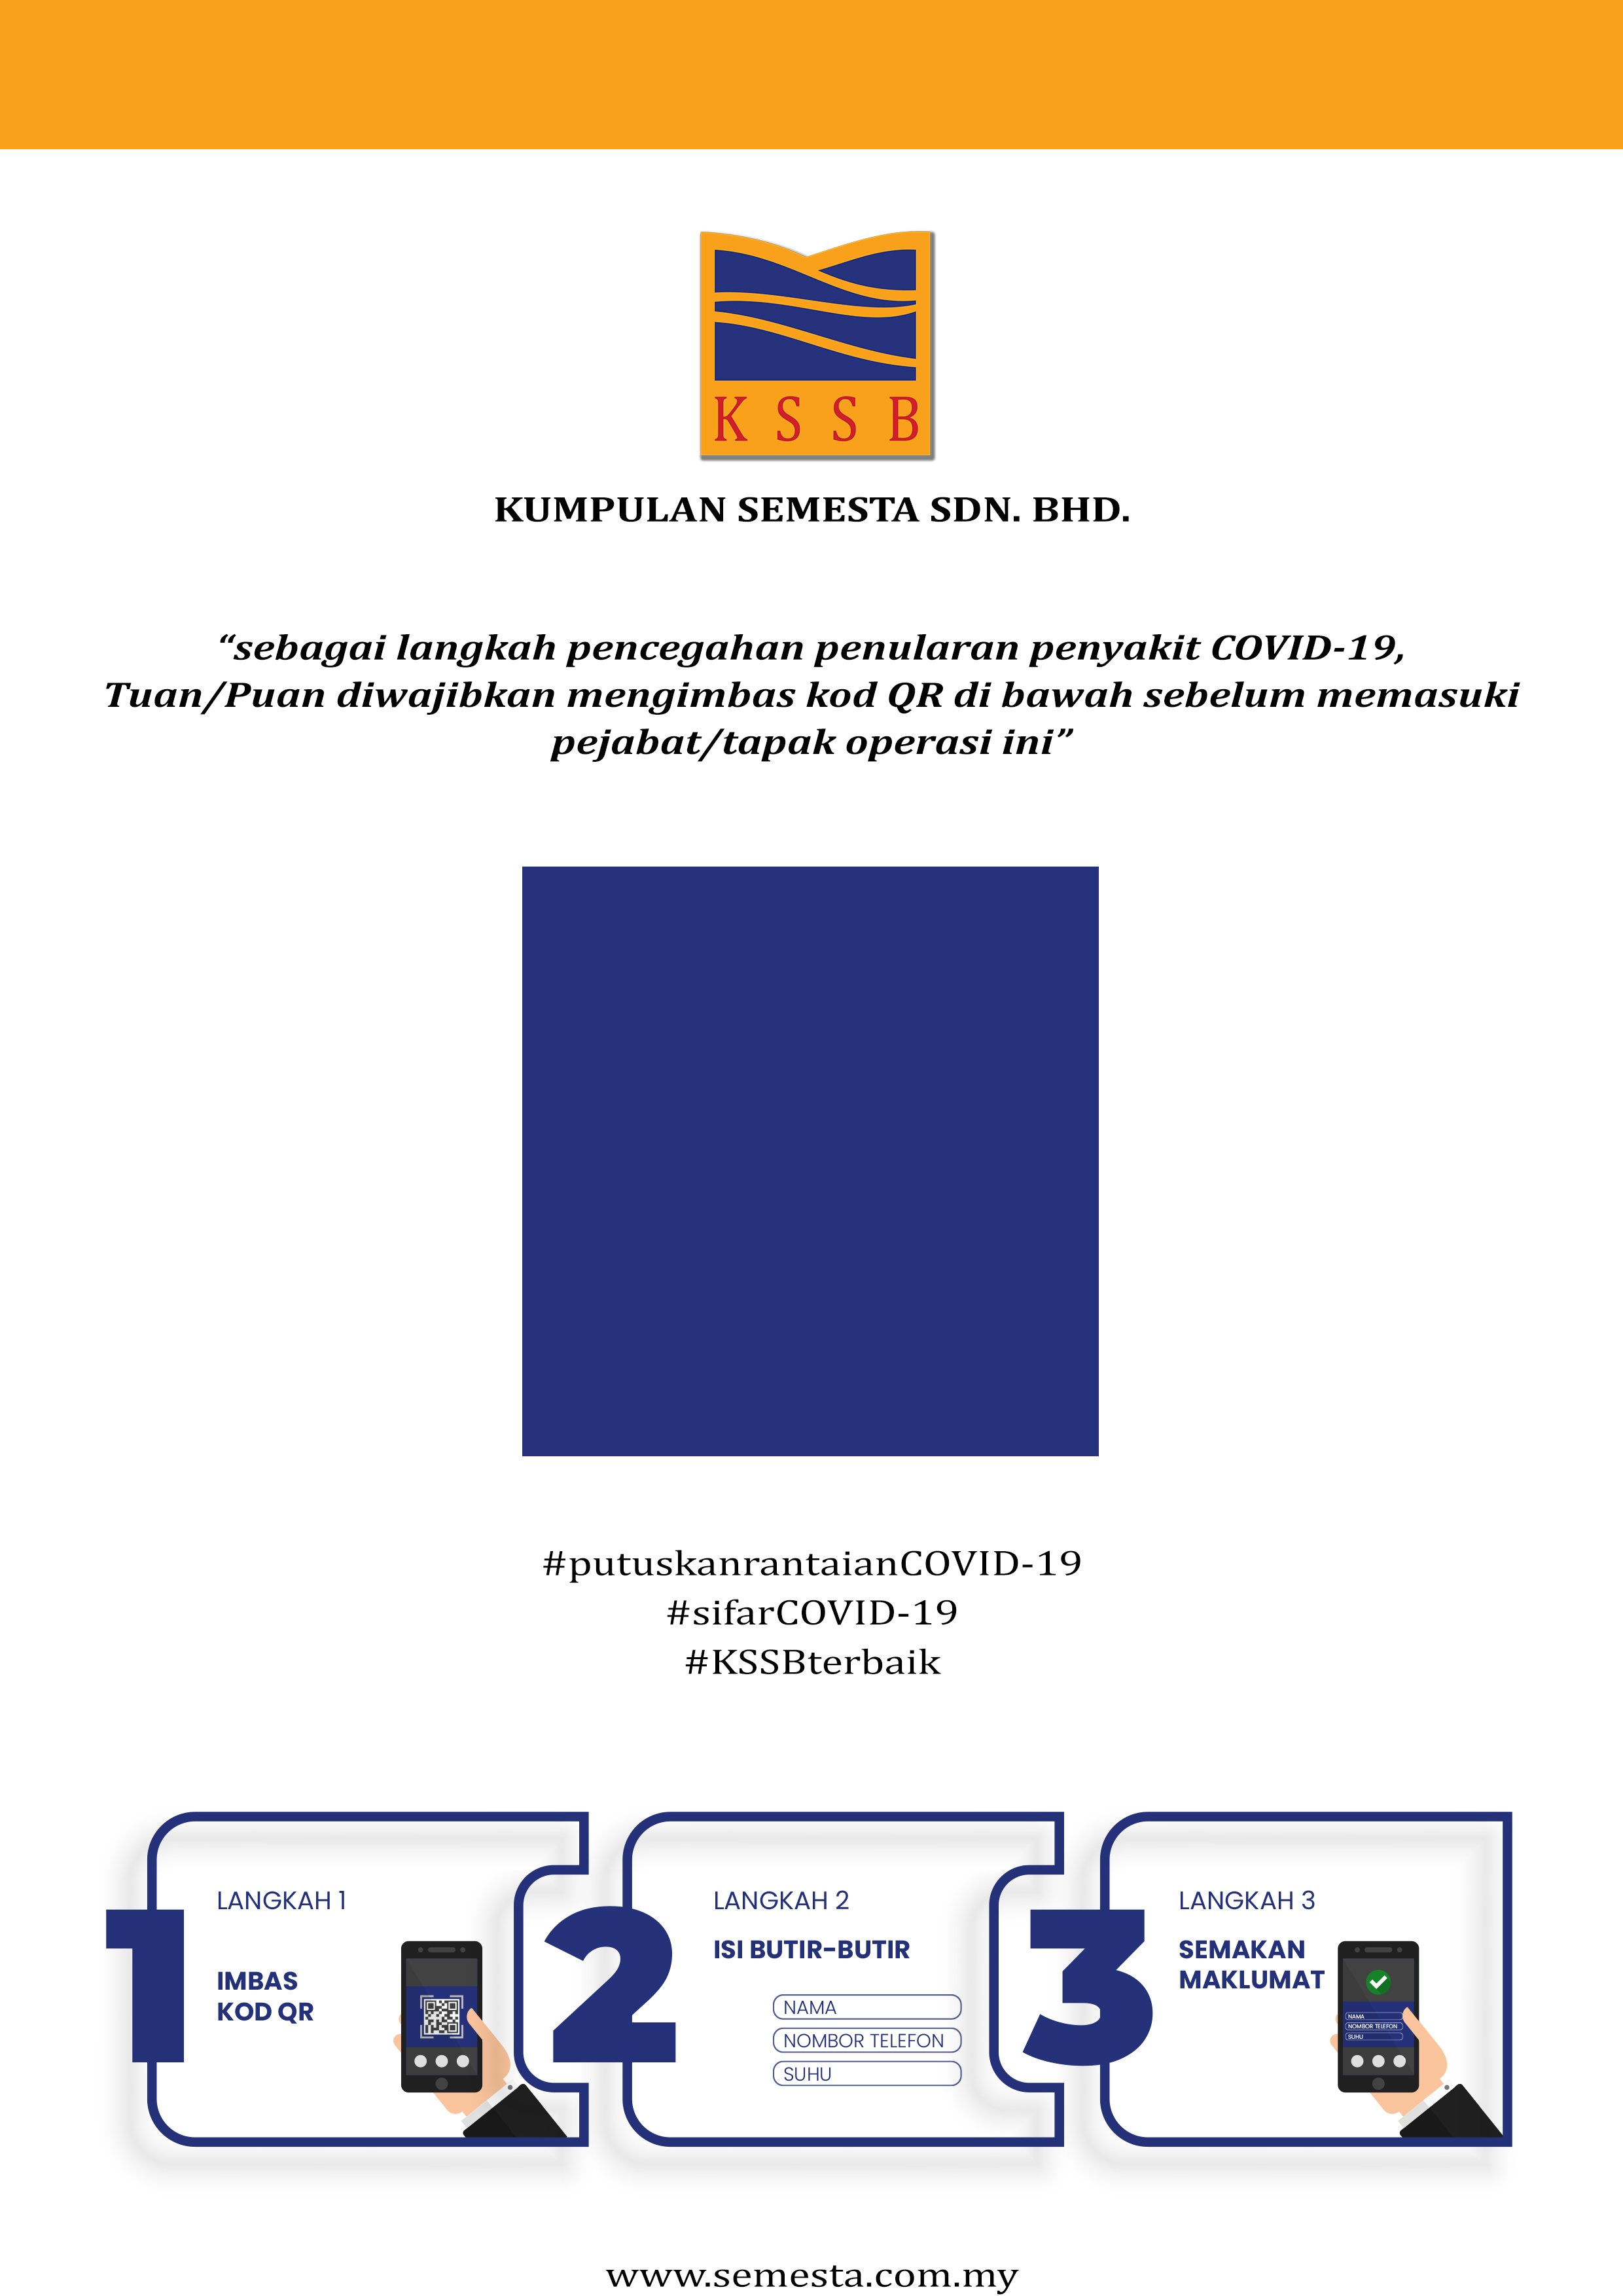 K S S B
KUMPULAN SEMESTA SDN. BHD.
“sebagai langkah pencegahan penularan penyakit COVID-19,
Tuan/Puan diwajibkan mengimbas kod QR di bawah sebelum memasuki
pejabat/tapak operasi ini”
#putuskanrantaianCOVID-19
#sifarCOVID-19
#KSSBterbaik
1
LANGKAH 1
IMBAS
KOD QR
2
LANGKAH 2
ISI BUTIR-BUTIR
NAMA
NOMBOR TELEFON
SUHU
3
LANGKAH 3
SEMAKAN
MAKLUMAT
NAMA
NOMBOR TELEFON
SUHU
www.semesta.com.my